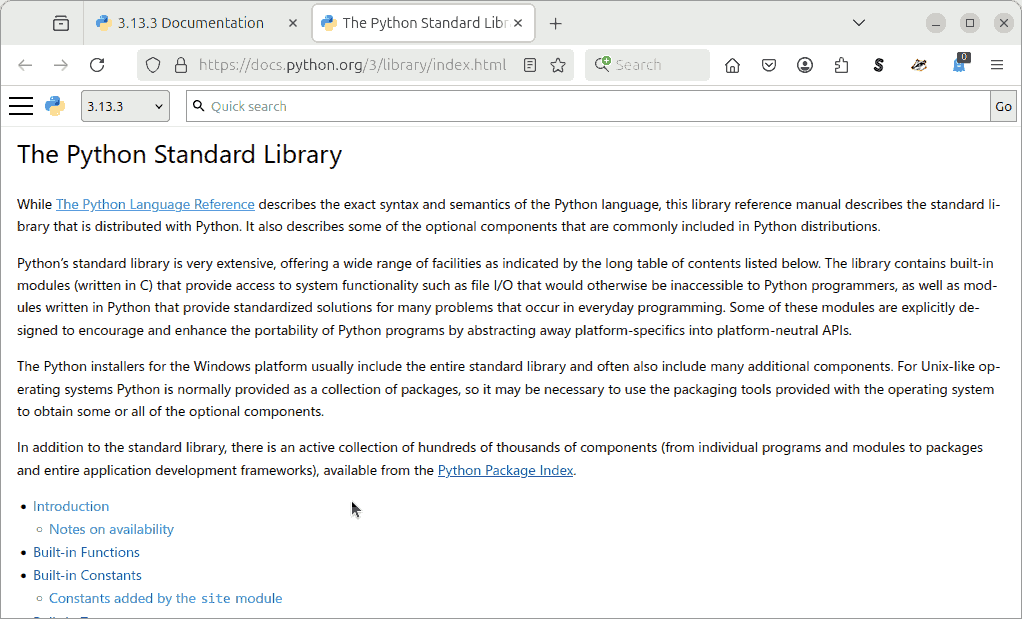 3.13.3 Documentation
The Python Standard Libr
https://docs.python.org/3/library/index.html
Search
S
0
3.13.3
Quick search
Go
The Python Standard Library
While The Python Language Reference describes the exact syntax and semantics of the Python language, this library reference manual describes the standard li-
brary that is distributed with Python. It also describes some of the optional components that are commonly included in Python distributions.
Python’s standard library is very extensive, offering a wide range of facilities as indicated by the long table of contents listed below. The library contains built-in
modules (written in C) that provide access to system functionality such as file I/O that would otherwise be inaccessible to Python programmers, as well as mod-
ules written in Python that provide standardized solutions for many problems that occur in everyday programming. Some of these modules are explicitly de-
signed to encourage and enhance the portability of Python programs by abstracting away platform-specifics into platform-neutral APIs.
The Python installers for the Windows platform usually include the entire standard library and often also include many additional components. For Unix-like op-
erating systems Python is normally provided as a collection of packages, so it may be necessary to use the packaging tools provided with the operating system
to obtain some or all of the optional components.
In addition to the standard library, there is an active collection of hundreds of thousands of components (from individual programs and modules to packages
and entire application development frameworks), available from the Python Package Index.
• Introduction
◦ Notes on availability
• Built-in Functions
• Built-in Constants
◦ Constants added by the site module